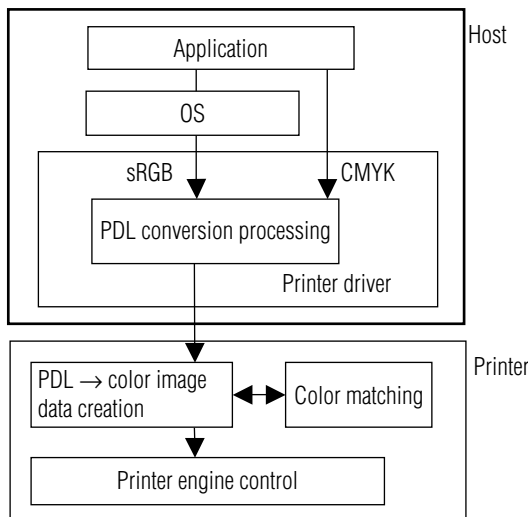 Host
Application
OS
sRGB
CMYK
PDL conversion processing
Printer driver
Printer
PDL → color image
data creation
Color matching
Printer engine control